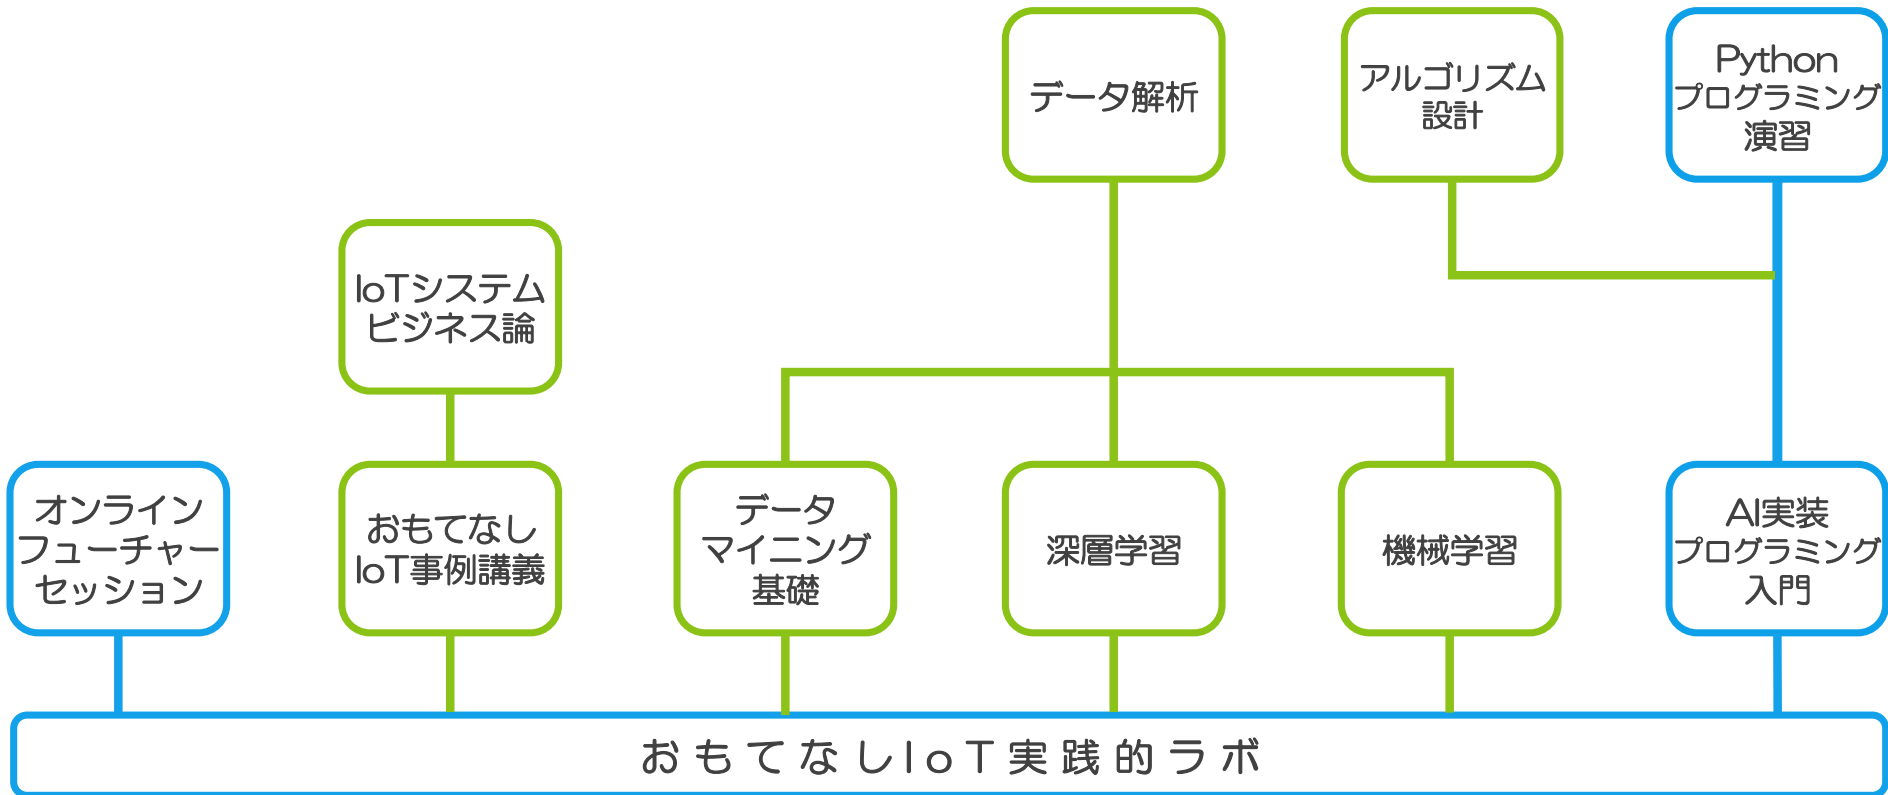 データ解析
アルゴリズム
設計
Python
プログラミング
演習
IoTシステム
ビジネス論
オンライン
フューチャー
セッション
おもてなし
IoT事例講義
データ
マイニング
基礎
深層学習
機械学習
AI実装
プログラミング
入門
おもてなしIoT実践的ラボ